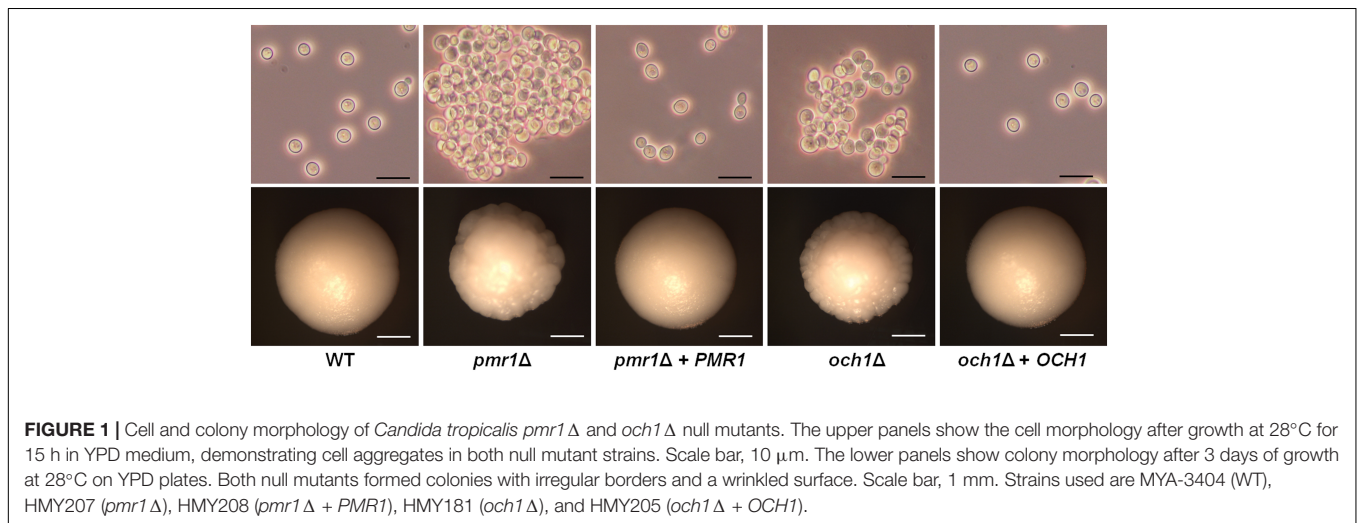 WT pmr1Δ pmr1Δ + PMR1 och1Δ och1Δ + OCH1
FIGURE 1 | Cell and colony morphology of Candida tropicalis pmr1Δ and och1Δ null mutants. The upper panels show the cell morphology after growth at 28°C for
15 h in YPD medium, demonstrating cell aggregates in both null mutant strains. Scale bar, 10 μm. The lower panels show colony morphology after 3 days of growth
at 28°C on YPD plates. Both null mutants formed colonies with irregular borders and a wrinkled surface. Scale bar, 1 mm. Strains used are MYA-3404 (WT),
HMY207 (pmr1Δ), HMY208 (pmr1Δ + PMR1), HMY181 (och1Δ), and HMY205 (och1Δ + OCH1).